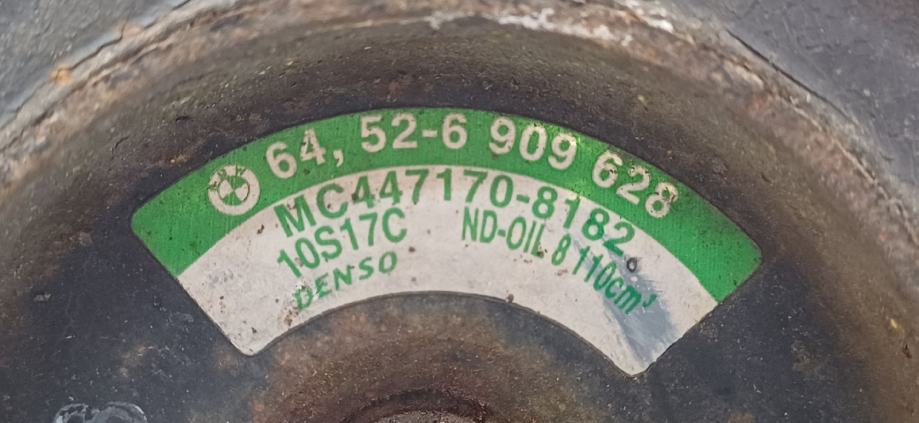 64, 52-6 909 628
MC447170-8182
10S17C ND-OIL 8 110cm³
DENSO